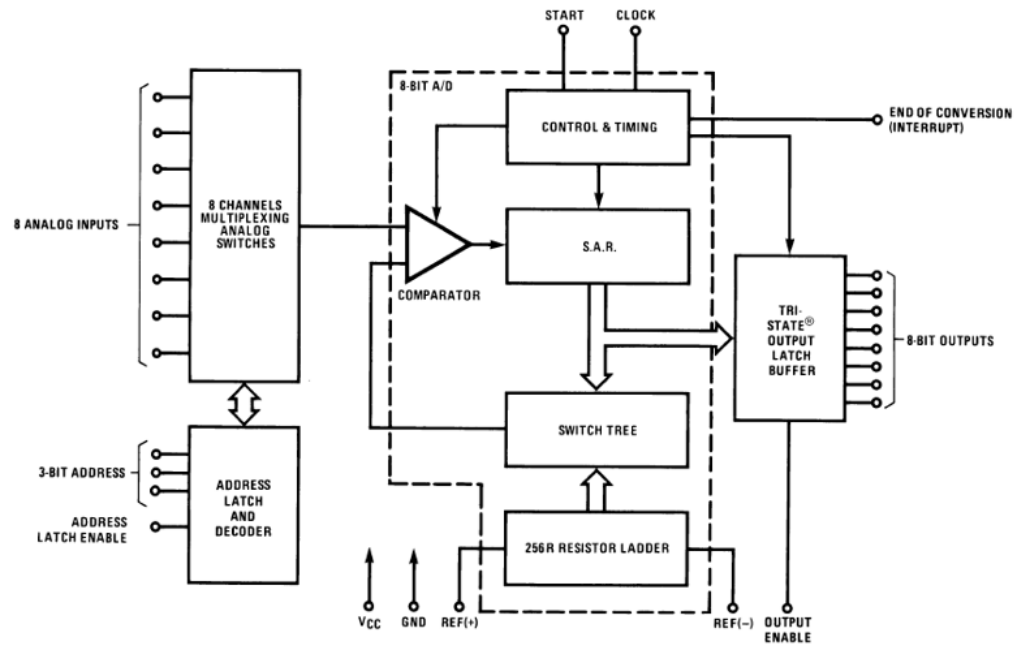 START
CLOCK
8-BIT A/D
CONTROL & TIMING
END OF CONVERSION
(INTERRUPT)
8 ANALOG INPUTS
8 CHANNELS
MULTIPLEXING
ANALOG
SWITCHES
COMPARATOR
S.A.R.
TRI-
STATE®
OUTPUT
LATCH
BUFFER
8-BIT OUTPUTS
SWITCH TREE
3-BIT ADDRESS
ADDRESS
LATCH ENABLE
ADDRESS
LATCH
AND
DECODER
256R RESISTOR LADDER
VCC
GND
REF(+)
REF(−)
OUTPUT
ENABLE